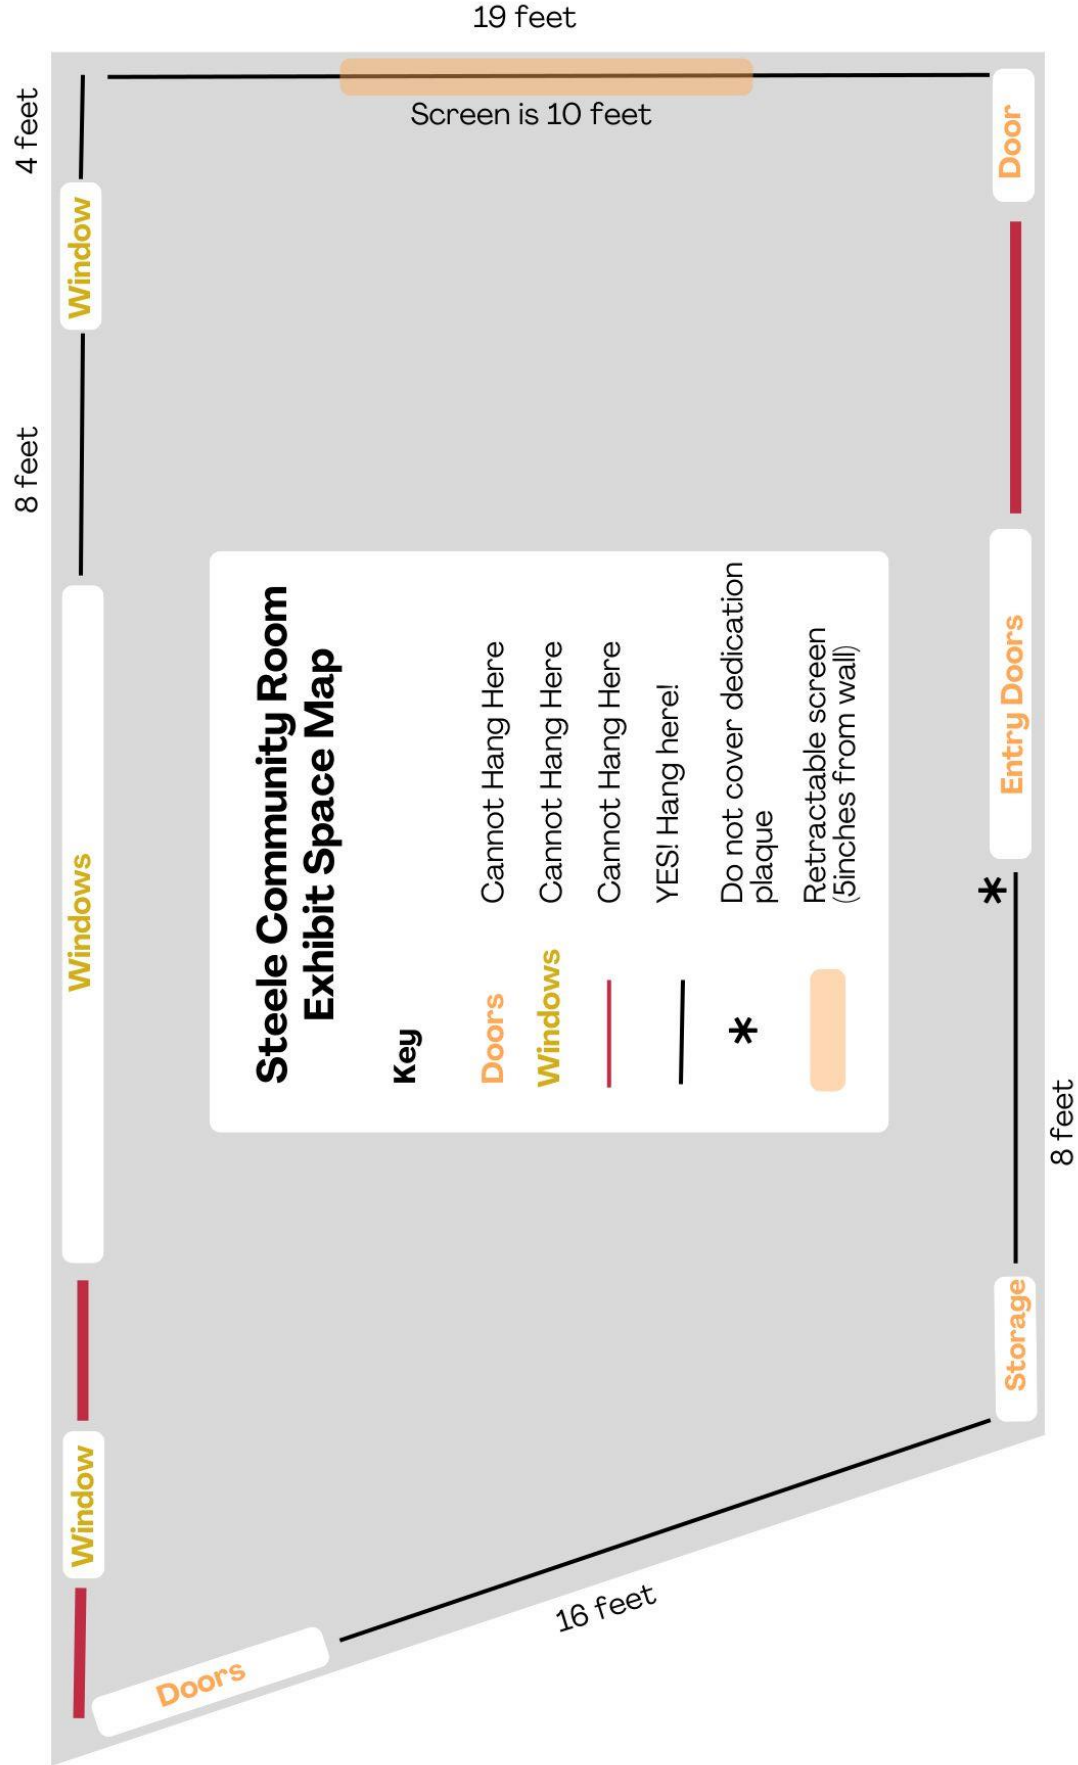 19 feet
Screen is 10 feet
4 feet
Window
8 feet
Windows
Window
Doors
16 feet
Door
Entry Doors
*
8 feet
Storage
Steele Community Room
Exhibit Space Map
Key
Doors Cannot Hang Here
Windows Cannot Hang Here
Cannot Hang Here
YES! Hang here!
* Do not cover dedication
plaque
Retractable screen
(5inches from wall)